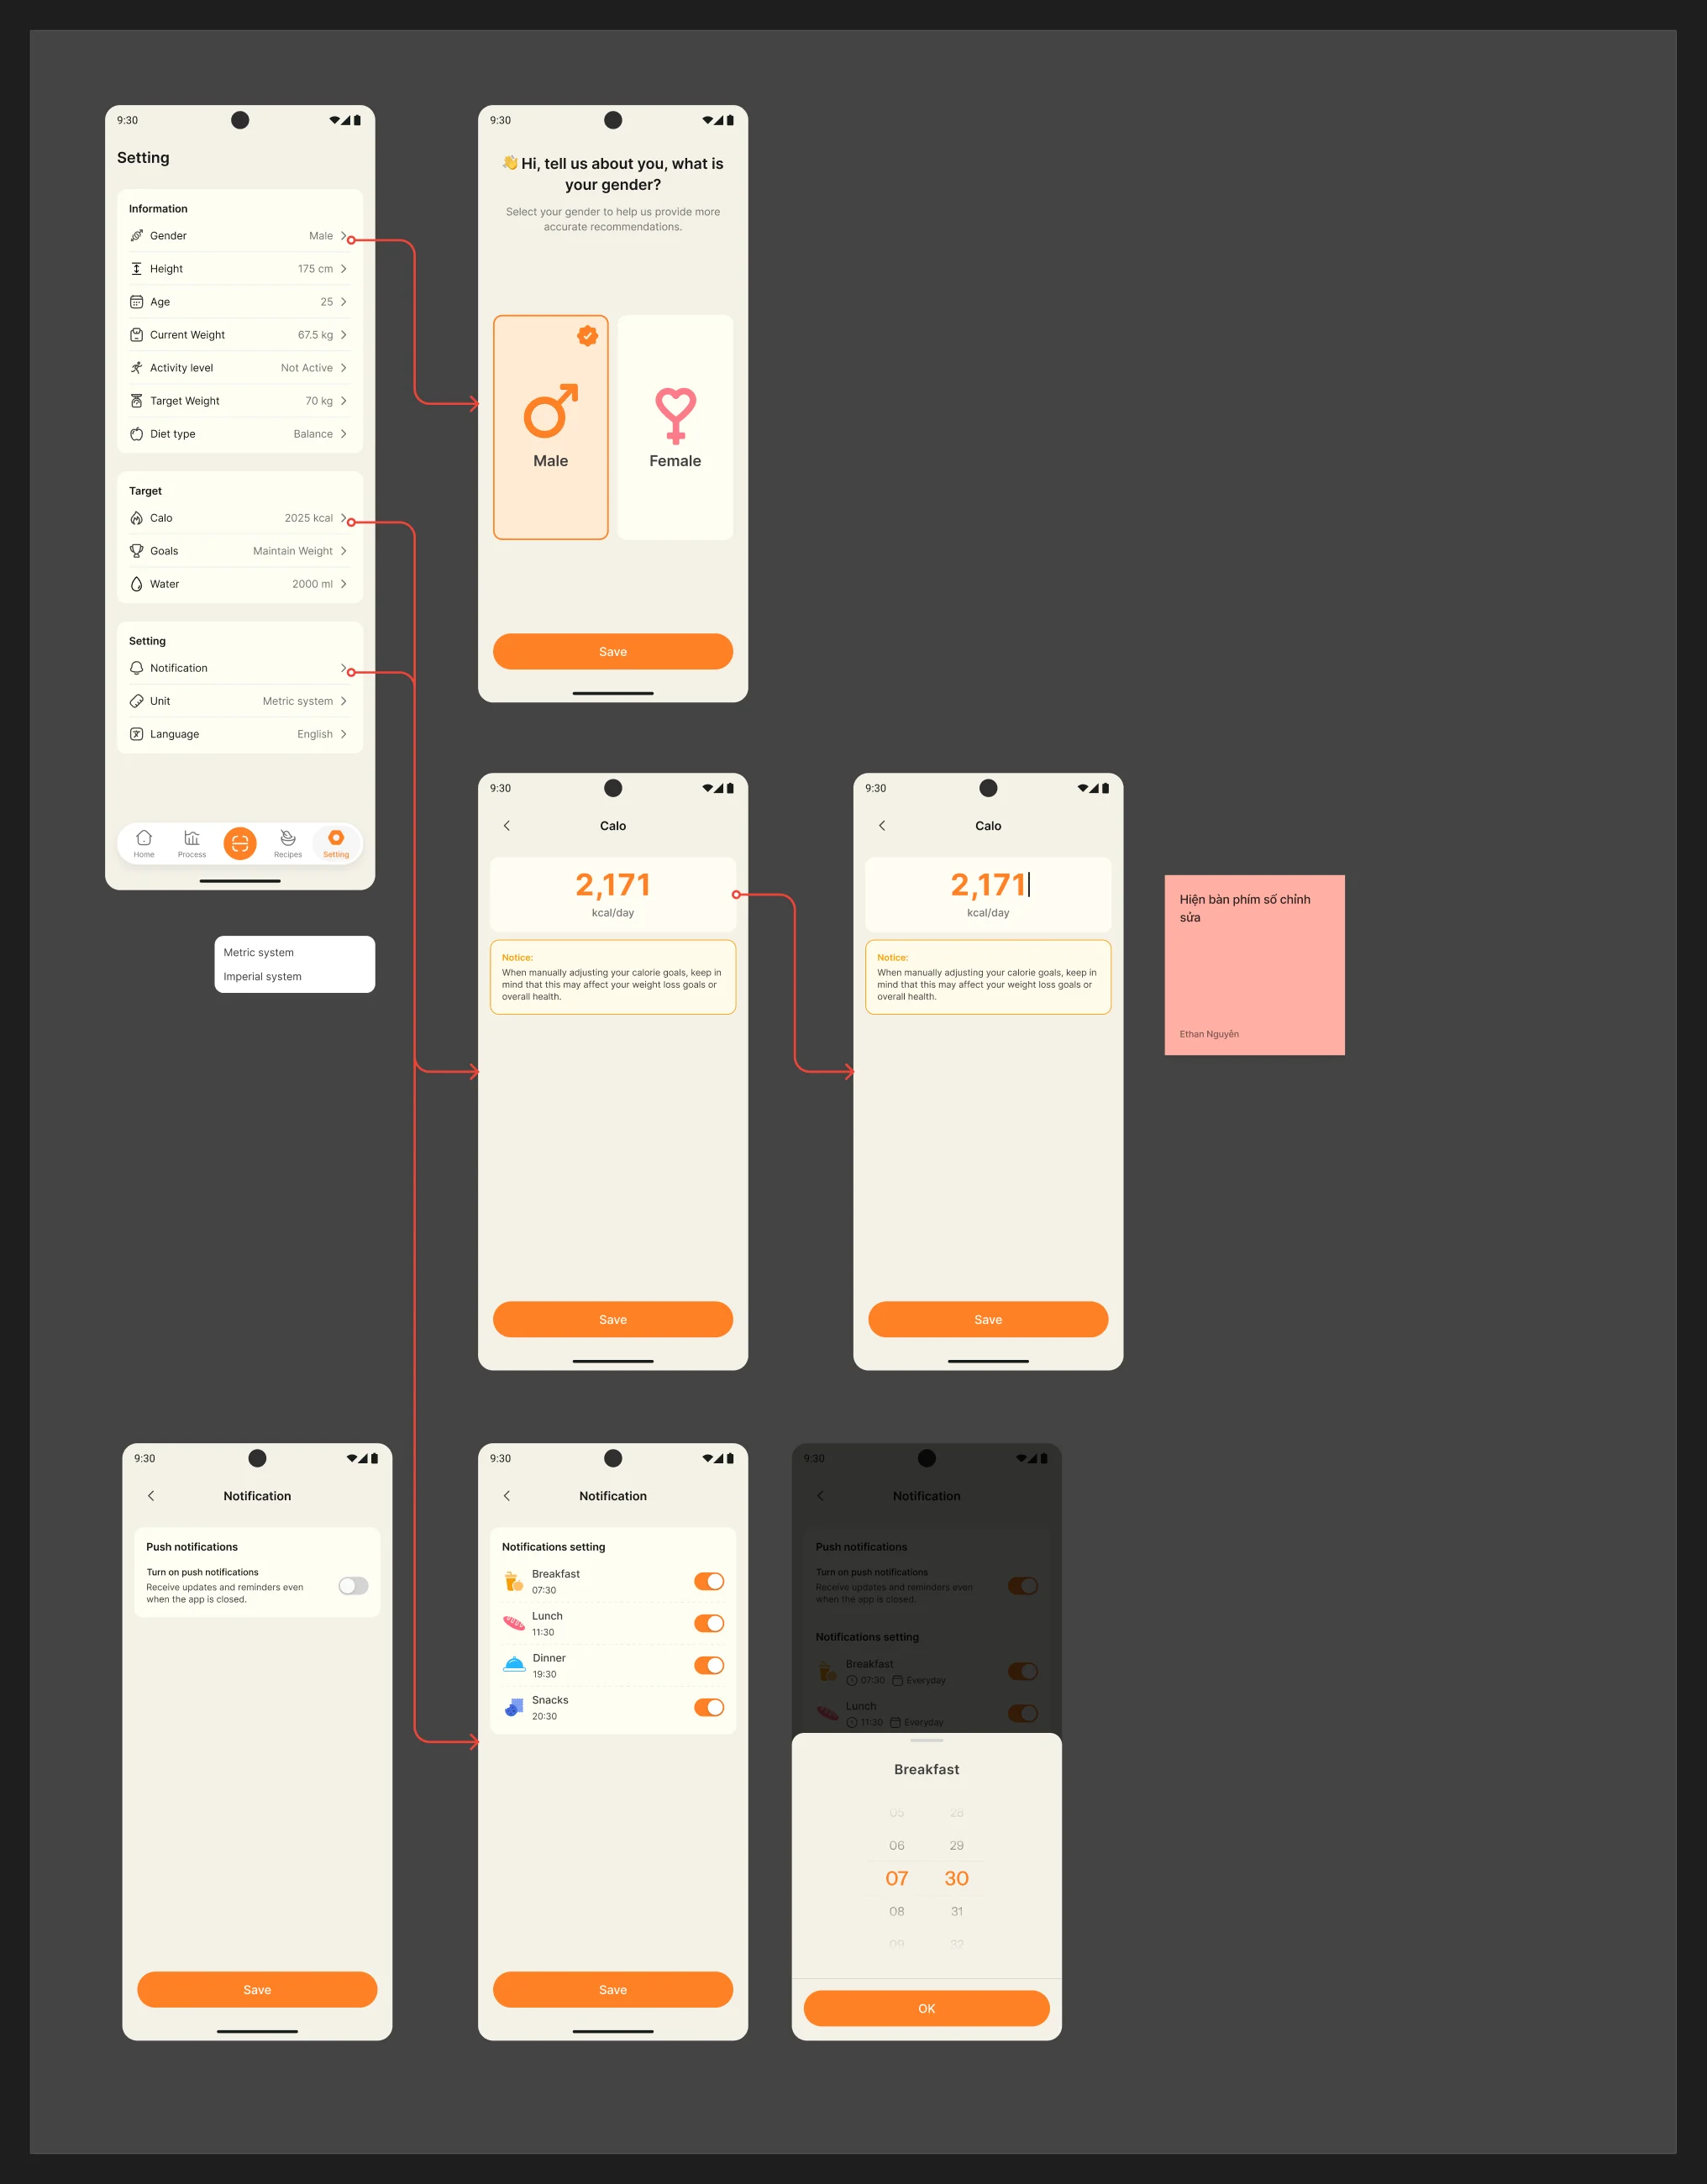 9:30
Setting
Information
Gender Male
Height 175 cm
Age 25
Current Weight 67.5 kg
Activity level Not Active
Target Weight 70 kg
Diet type Balance
Target
Calo 2025 kcal
Goals Maintain Weight
Water 2000 ml
Setting
Notification
Unit Metric system
Language English
Home Process Recipes Setting
Metric system
Imperial system
9:30
👋 Hi, tell us about you, what is
your gender?
Select your gender to help us provide more
accurate recommendations.
Male
Female
Save
9:30
Calo
2,171
kcal/day
Notice:
When manually adjusting your calorie goals, keep in
mind that this may affect your weight loss goals or
overall health.
Save
9:30
Calo
2,171
kcal/day
Notice:
When manually adjusting your calorie goals, keep in
mind that this may affect your weight loss goals or
overall health.
Save
Hiện bàn phím số chỉnh
sửa
Ethan Nguyễn
9:30
Notification
Push notifications
Turn on push notifications
Receive updates and reminders even
when the app is closed.
Save
9:30
Notification
Notifications setting
Breakfast
07:30
Lunch
11:30
Dinner
19:30
Snacks
20:30
Save
9:30
Notification
Push notifications
Turn on push notifications
Receive updates and reminders even
when the app is closed.
Notifications setting
Breakfast
07:30 Everyday
Lunch
11:30 Everyday
Breakfast
05 28
06 29
07 30
08 31
09 32
OK